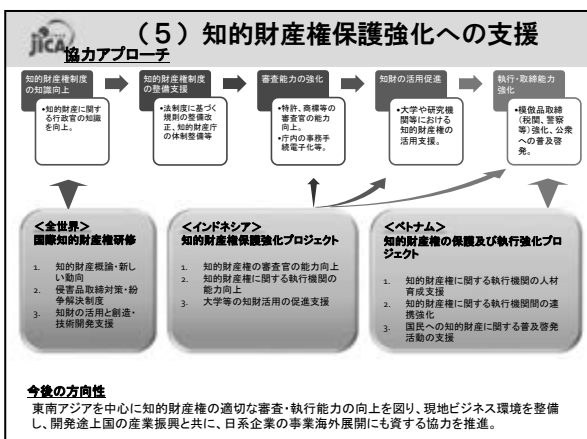 JICA
（5）知的財産権保護強化への支援
協力アプローチ
知的財産権制度
の知識向上
知的財産権制度
の整備支援
審査能力の強化
知財の活用促進
執行・取締能力
強化
•知的財産に関す
る行政官の知識
を向上。
•法制度に基づく
規則の整備改
正、知的財産庁
の体制整備等
•特許、商標等の
審査官の能力
向上。
•庁内の事務手
続電子化等。
•大学や研究機
関等における
知的財産権の
活用支援。
•模倣品取締
(税関、警察
等)強化、公衆
への普及啓
発。
＜全世界＞
国際知的財産権研修
1. 知的財産概論・新し
い動向
2. 侵害品取締対策・紛
争解決制度
3. 知財の活用と創造・
技術開発支援
＜インドネシア＞
知的財産権保護強化プロジェクト
1. 知的財産権の審査官の能力向上
2. 知的財産権に関する執行機関の
能力向上
3. 大学等の知財活用の促進支援
＜ベトナム＞
知的財産権の保護及び執行強化プロ
ジェクト
1. 知的財産権に関する執行機関の人材
育成支援
2. 知的財産権に関する執行機関間の連
携強化
3. 国民への知的財産に関する普及啓発
活動の支援
今後の方向性
東南アジアを中心に知的財産権の適切な審査・執行能力の向上を図り、現地ビジネス環境を整備
し、開発途上国の産業振興と共に、日系企業の事業海外展開にも資する協力を推進。